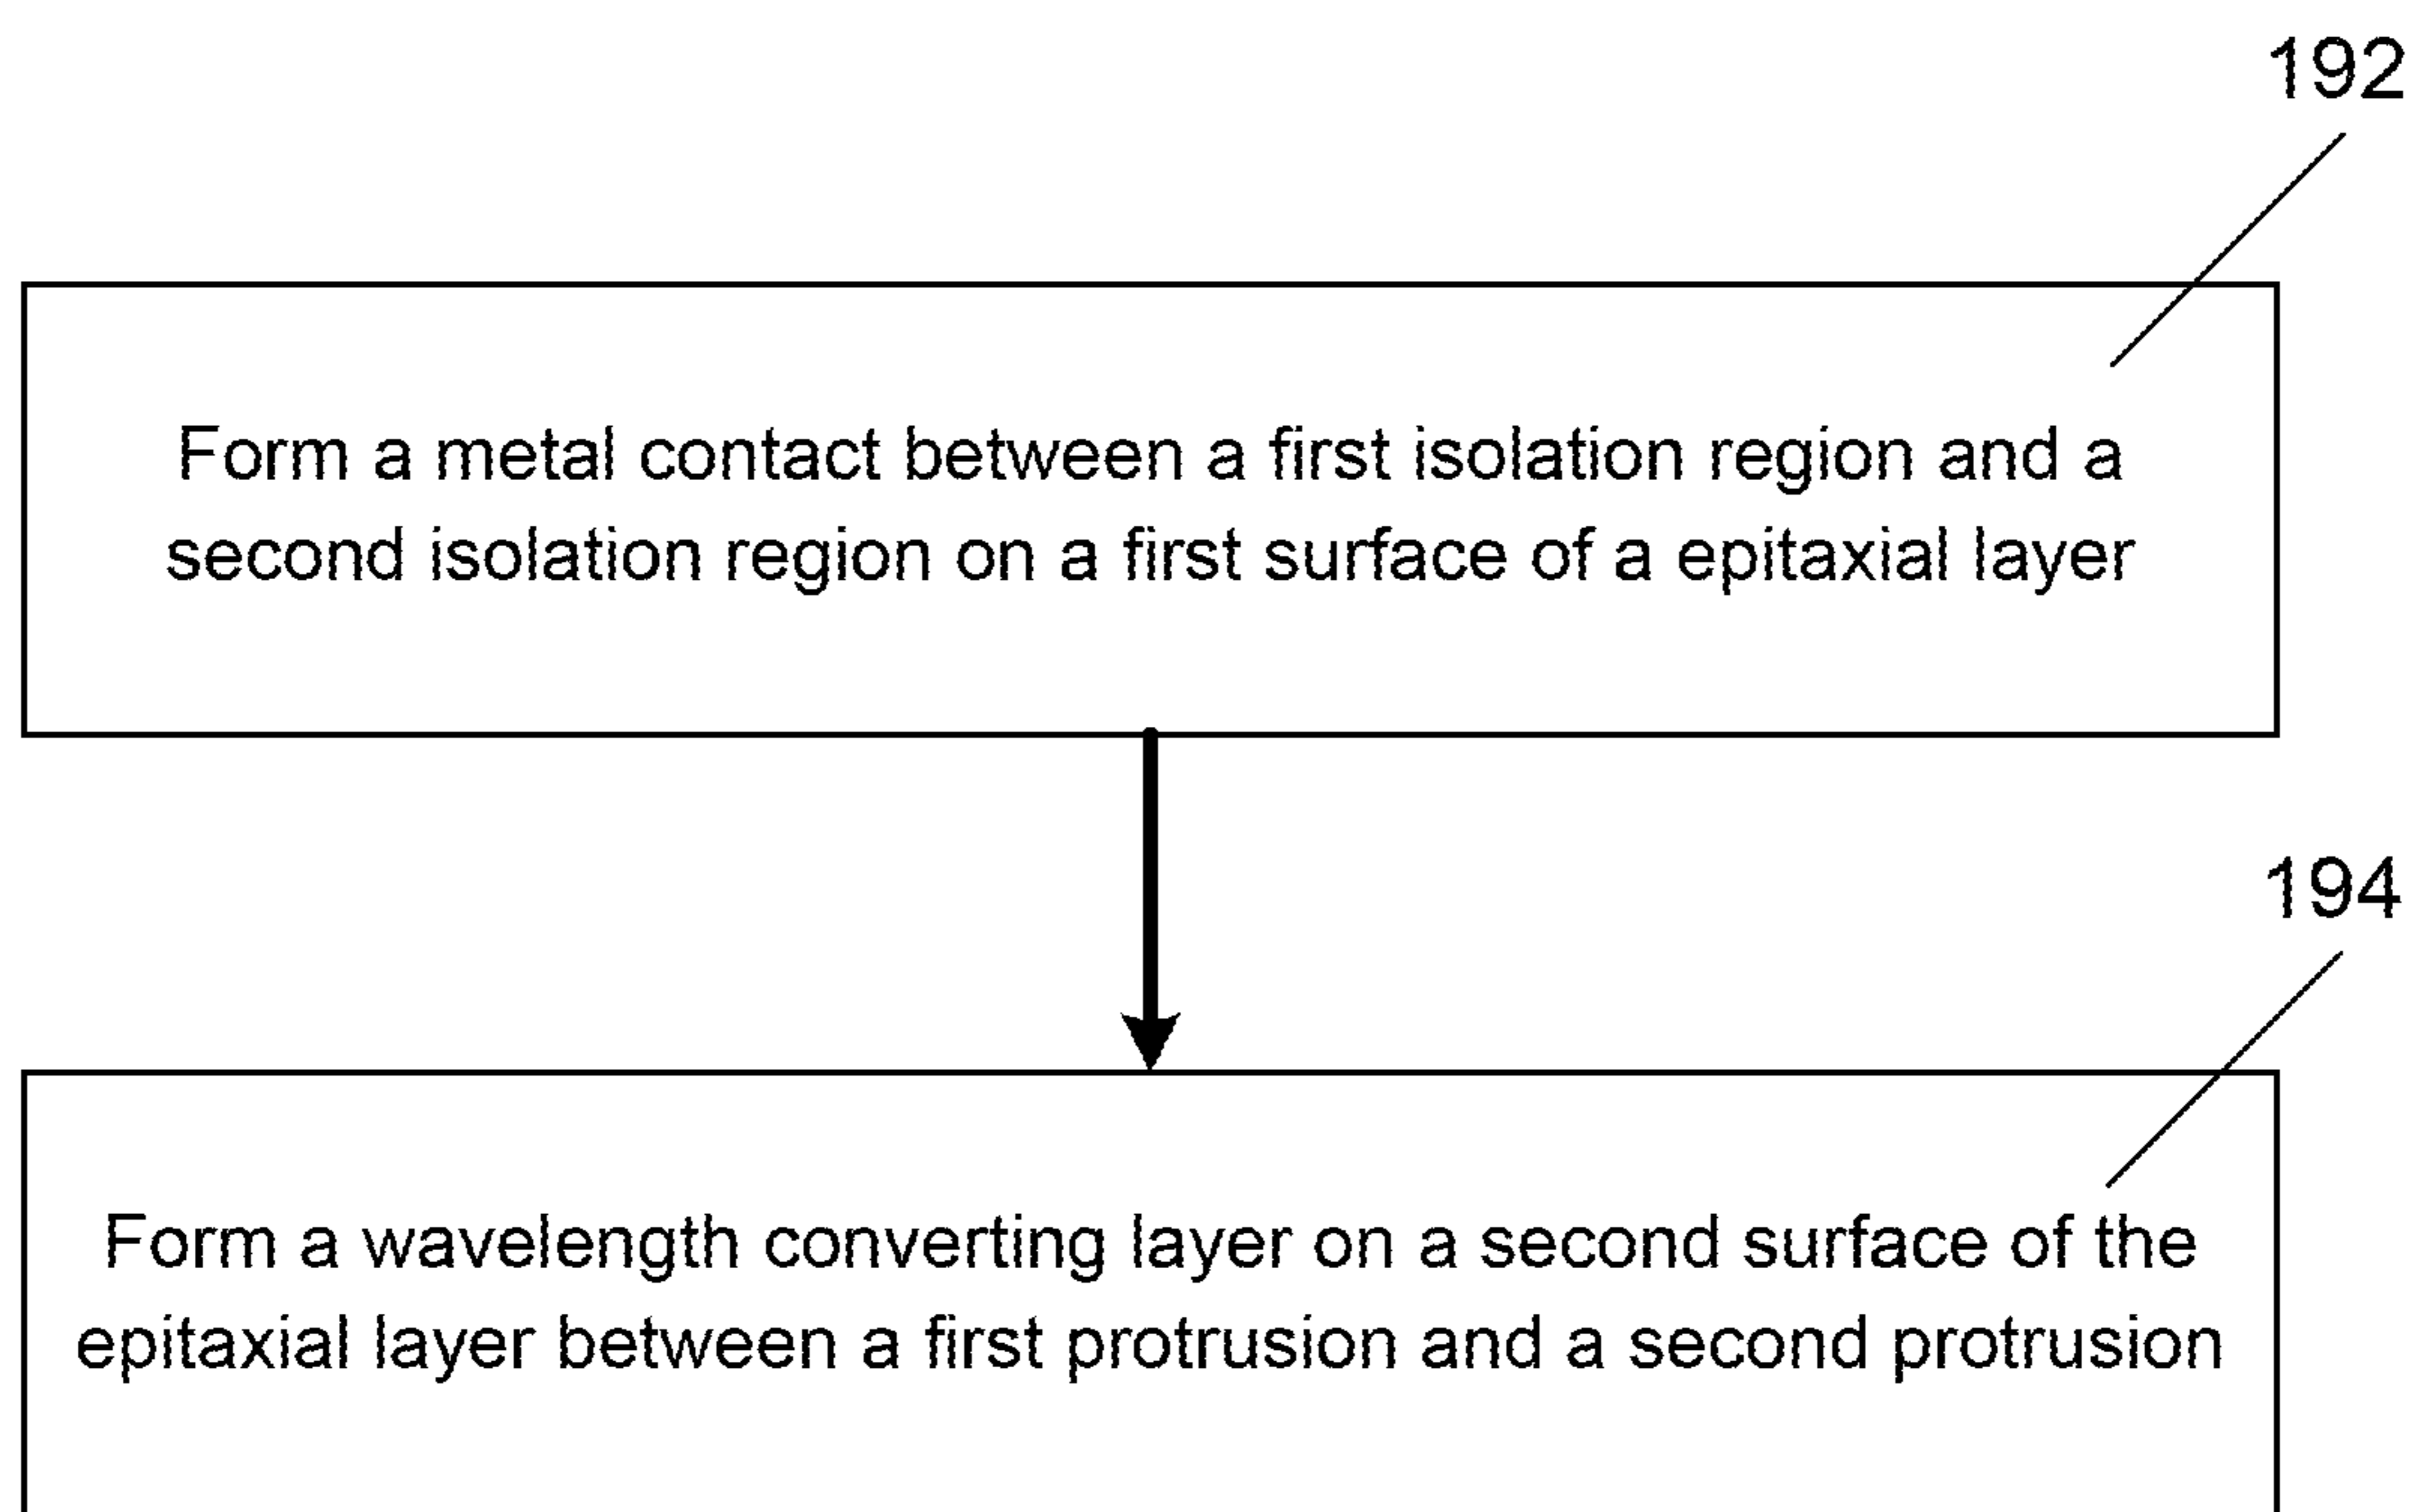 192
Form a metal contact between a first isolation region and a
second isolation region on a first surface of a epitaxial layer
194
Form a wavelength converting layer on a second surface of the
epitaxial layer between a first protrusion and a second protrusion